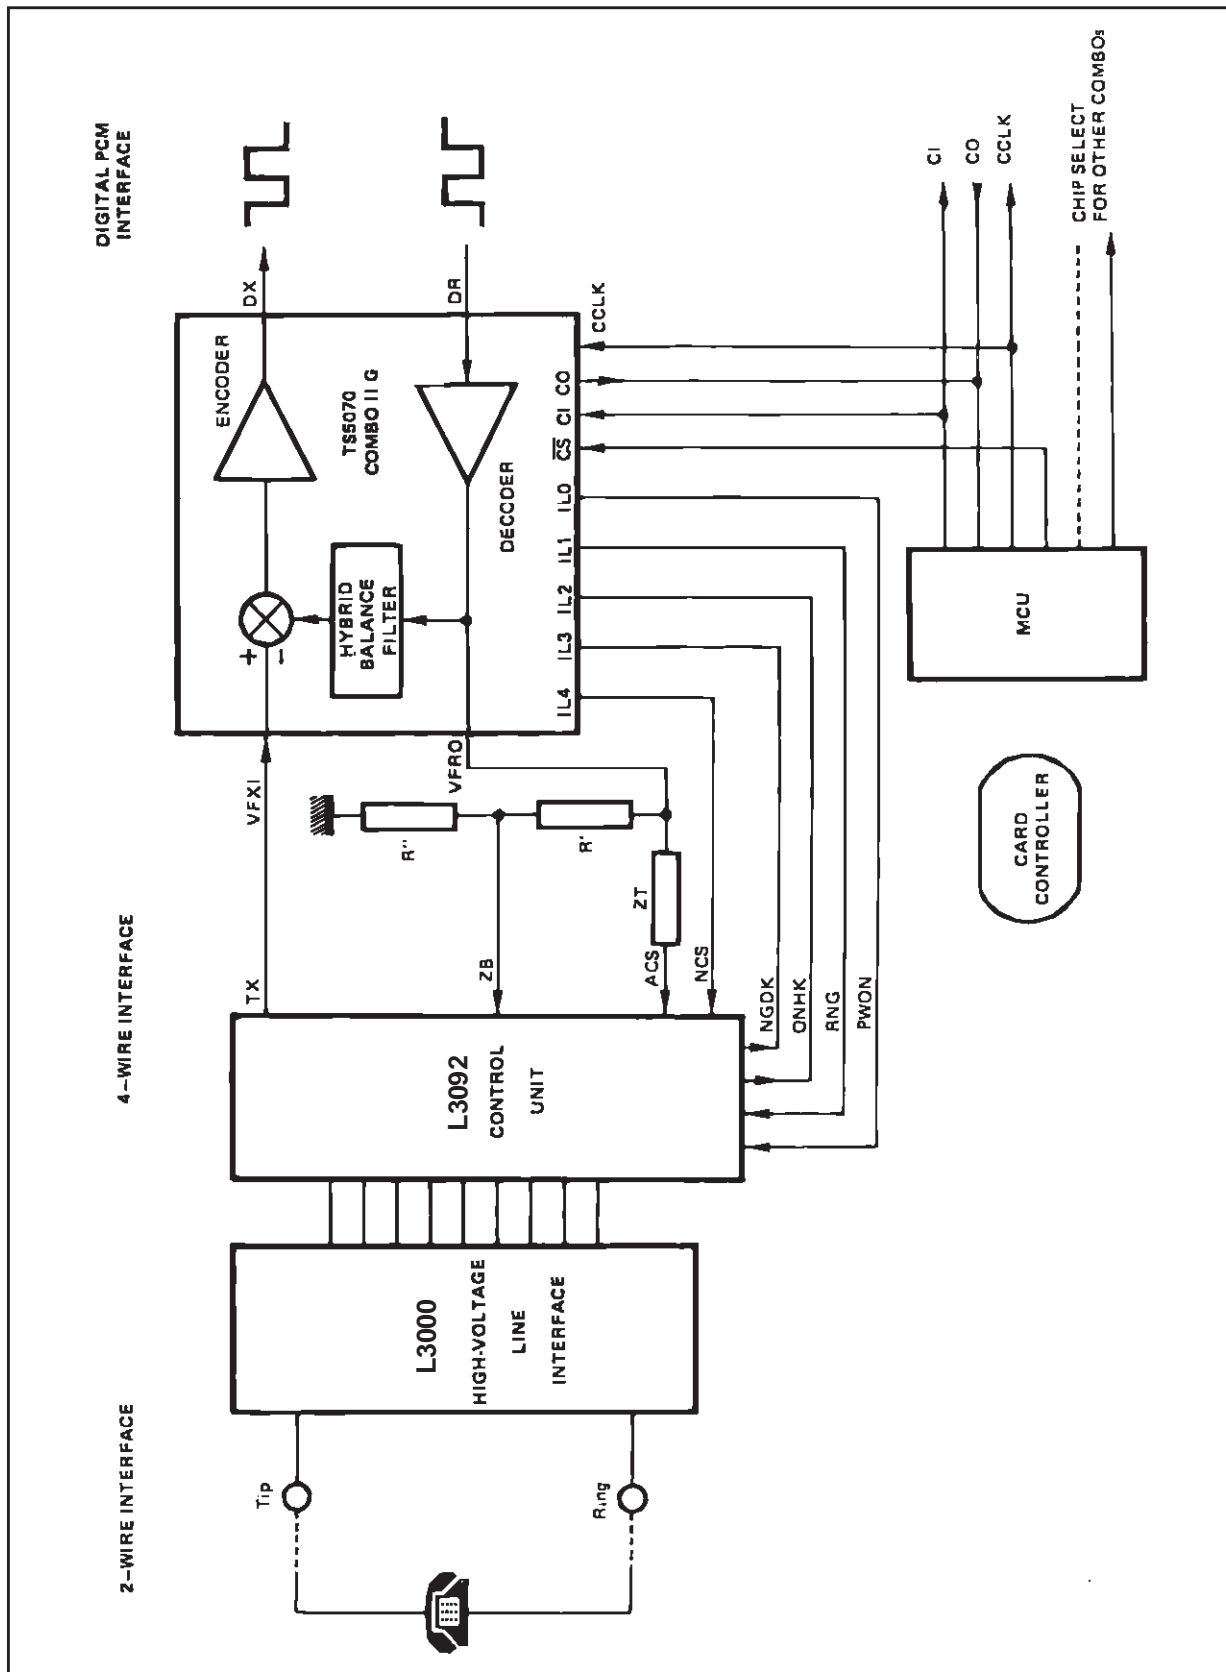 2-WIRE INTERFACE
4-WIRE INTERFACE
DIGITAL PCM
INTERFACE
Tip
Ring
L3000
HIGH-VOLTAGE
LINE
INTERFACE
L3092
CONTROL
UNIT
TX
VFXI
ZB
ACS
NCS
ZT
R''
R'
VFRO
NGDK
ONHK
RNG
PWON
+
−
HYBRID
BALANCE
FILTER
ENCODER
TS5070
COMBO II G
DECODER
DX
DR
IL4
IL3
IL2
IL1
IL0
CS
CI
CO
CCLK
CARD
CONTROLLER
MCU
CI
CO
CCLK
CHIP SELECT
FOR OTHER COMBOs